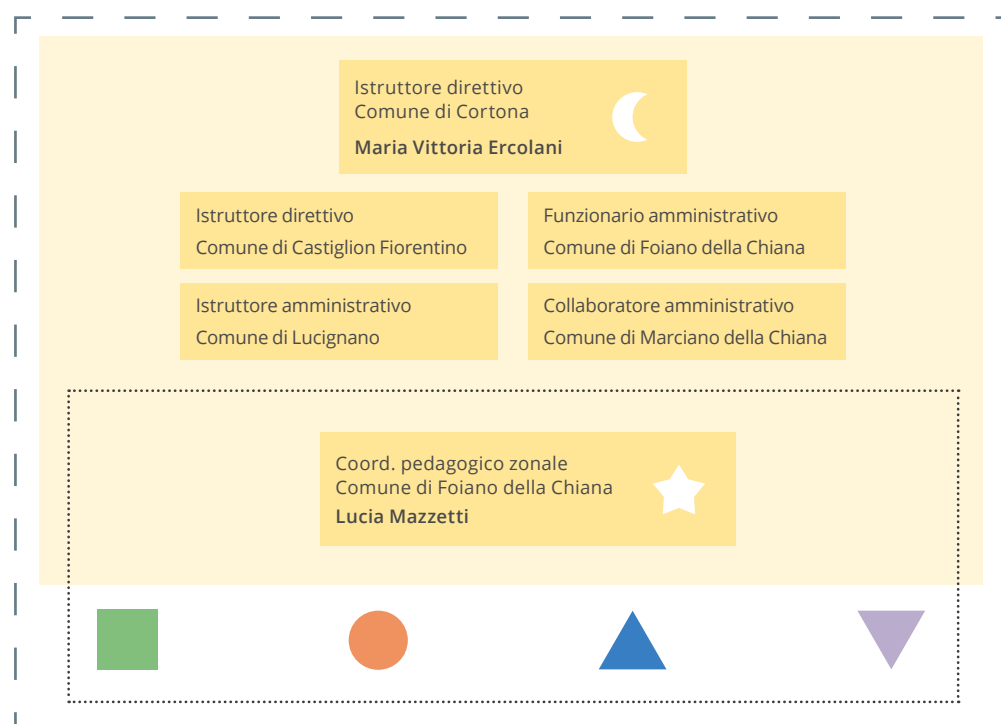 Istruttore direttivo
Comune di Cortona
Maria Vittoria Ercolani
Istruttore direttivo
Comune di Castiglion Fiorentino
Funzionario amministrativo
Comune di Foiano della Chiana
Istruttore amministrativo
Comune di Lucignano
Collaboratore amministrativo
Comune di Marciano della Chiana
Coord. pedagogico zonale
Comune di Foiano della Chiana
Lucia Mazzetti